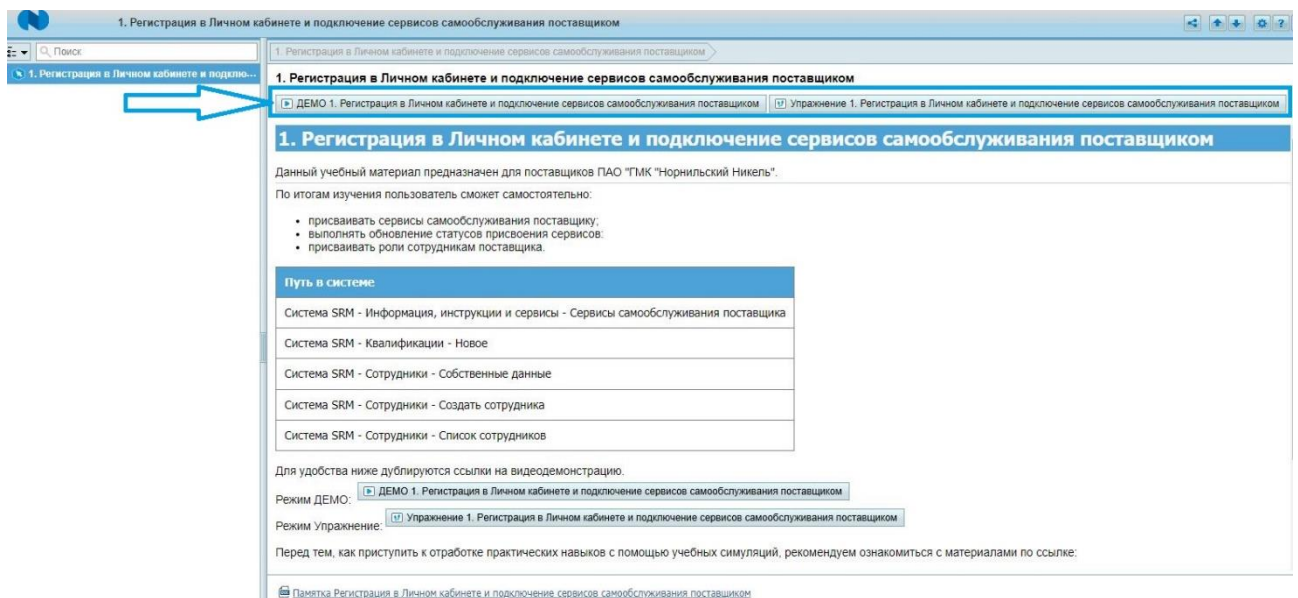 1. Регистрация в Личном кабинете и подключение сервисов самообслуживания поставщиком
Поиск
1. Регистрация в Личном кабинете и подключение сервисов самообслуживания поставщиком
1. Регистрация в Личном кабинете и подклю...
1. Регистрация в Личном кабинете и подключение сервисов самообслуживания поставщиком
ДЕМО 1. Регистрация в Личном кабинете и подключение сервисов самообслуживания поставщиком Упражнение 1. Регистрация в Личном кабинете и подключение сервисов самообслуживания поставщиком
1. Регистрация в Личном кабинете и подключение сервисов самообслуживания поставщиком
Данный учебный материал предназначен для поставщиков ПАО "ГМК "Норнильский Никель".
По итогам изучения пользователь сможет самостоятельно:
• присваивать сервисы самообслуживания поставщику;
• выполнять обновление статусов присвоения сервисов:
• присваивать роли сотрудникам поставщика.
Путь в системе
Система SRM - Информация, инструкции и сервисы - Сервисы самообслуживания поставщика
Система SRM - Квалификации - Новое
Система SRM - Сотрудники - Собственные данные
Система SRM - Сотрудники - Создать сотрудника
Система SRM - Сотрудники - Список сотрудников
Для удобства ниже дублируются ссылки на видеодемонстрацию.
Режим ДЕМО: ДЕМО 1. Регистрация в Личном кабинете и подключение сервисов самообслуживания поставщиком
Режим Упражнение: Упражнение 1. Регистрация в Личном кабинете и подключение сервисов самообслуживания поставщиком
Перед тем, как приступить к отработке практических навыков с помощью учебных симуляций, рекомендуем ознакомиться с материалами по ссылке:
Памятка Регистрация в Личном кабинете и подключение сервисов самообслуживания поставщиком